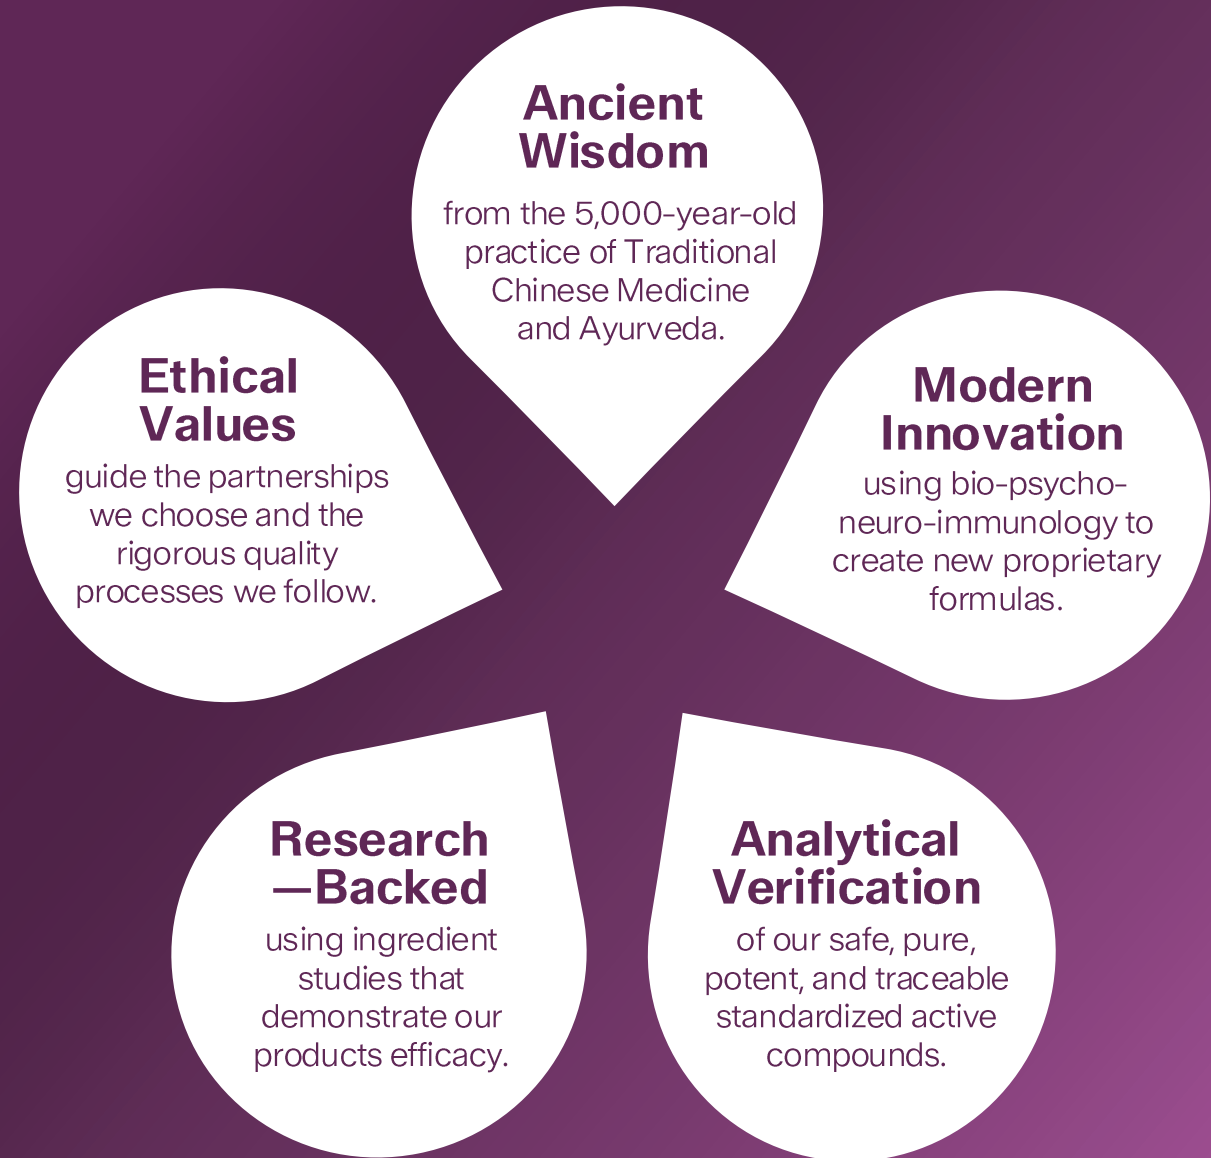 Ancient
Wisdom
from the 5,000-year-old
practice of Traditional
Chinese Medicine
and Ayurveda.
Modern
Innovation
using bio-psycho-
neuro-immunology to
create new proprietary
formulas.
Analytical
Verification
of our safe, pure,
potent, and traceable
standardized active
compounds.
Research
—Backed
using ingredient
studies that
demonstrate our
products efficacy.
Ethical
Values
guide the partnerships
we choose and the
rigorous quality
processes we follow.